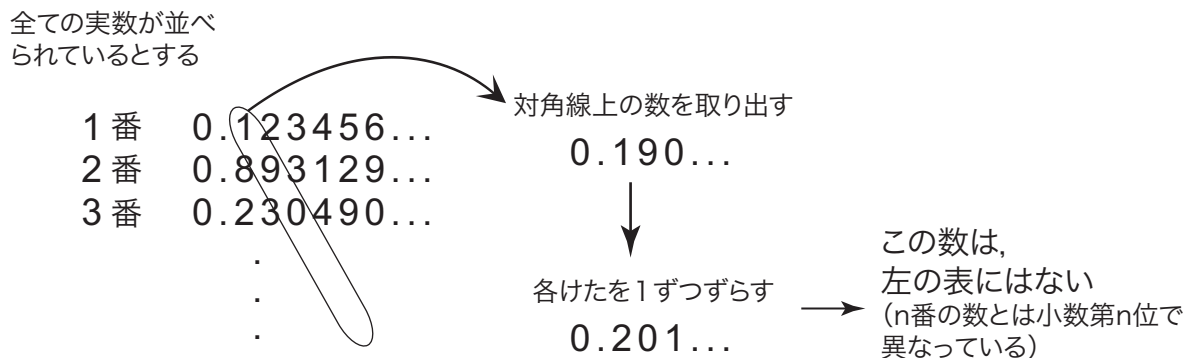 全ての実数が並べ
られているとする
1番 0.123456...
2番 0.893129...
3番 0.230490...
.
.
.
対角線上の数を取り出す
0.190...
各けたを1ずつずらす
0.201...
この数は,
左の表にはない
（n番の数とは小数第n位で
異なっている）